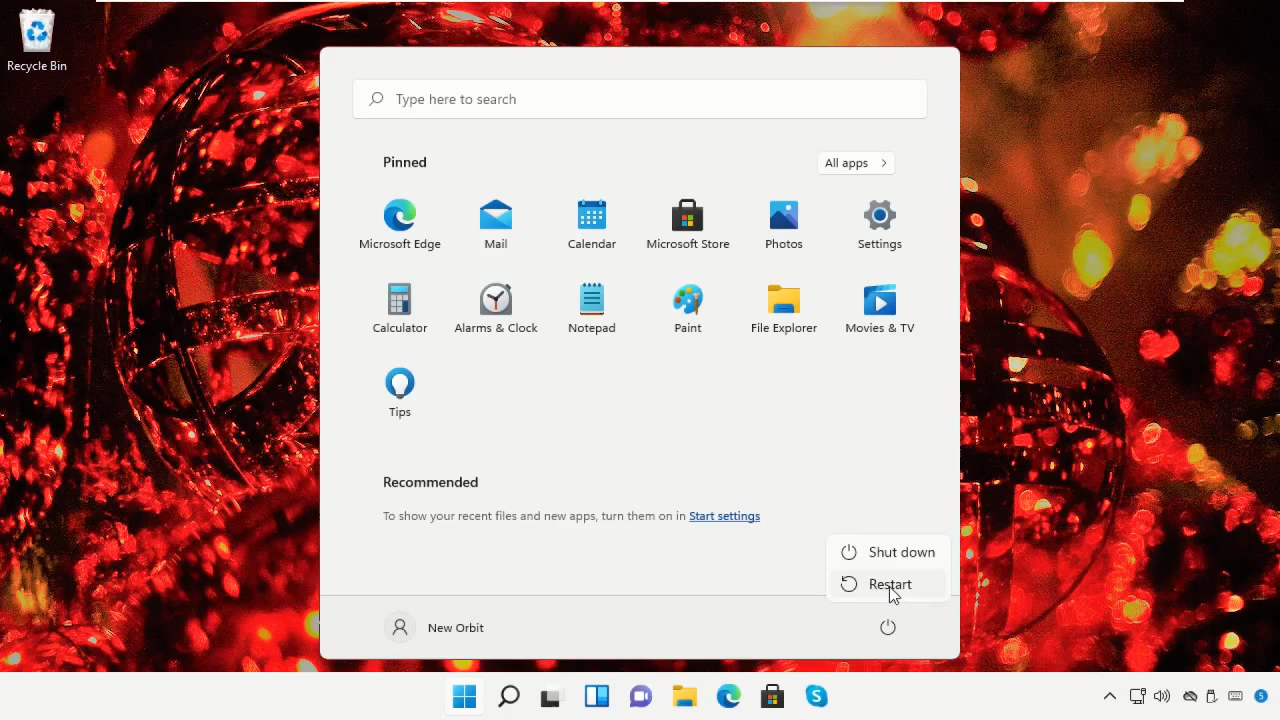 Recycle Bin
Type here to search
Pinned
All apps
Microsoft Edge
Mail
Calendar
Microsoft Store
Photos
Settings
Calculator
Alarms & Clock
Notepad
Paint
File Explorer
Movies & TV
Tips
Recommended
To show your recent files and new apps, turn them on in Start settings
Shut down
Restart
New Orbit
5